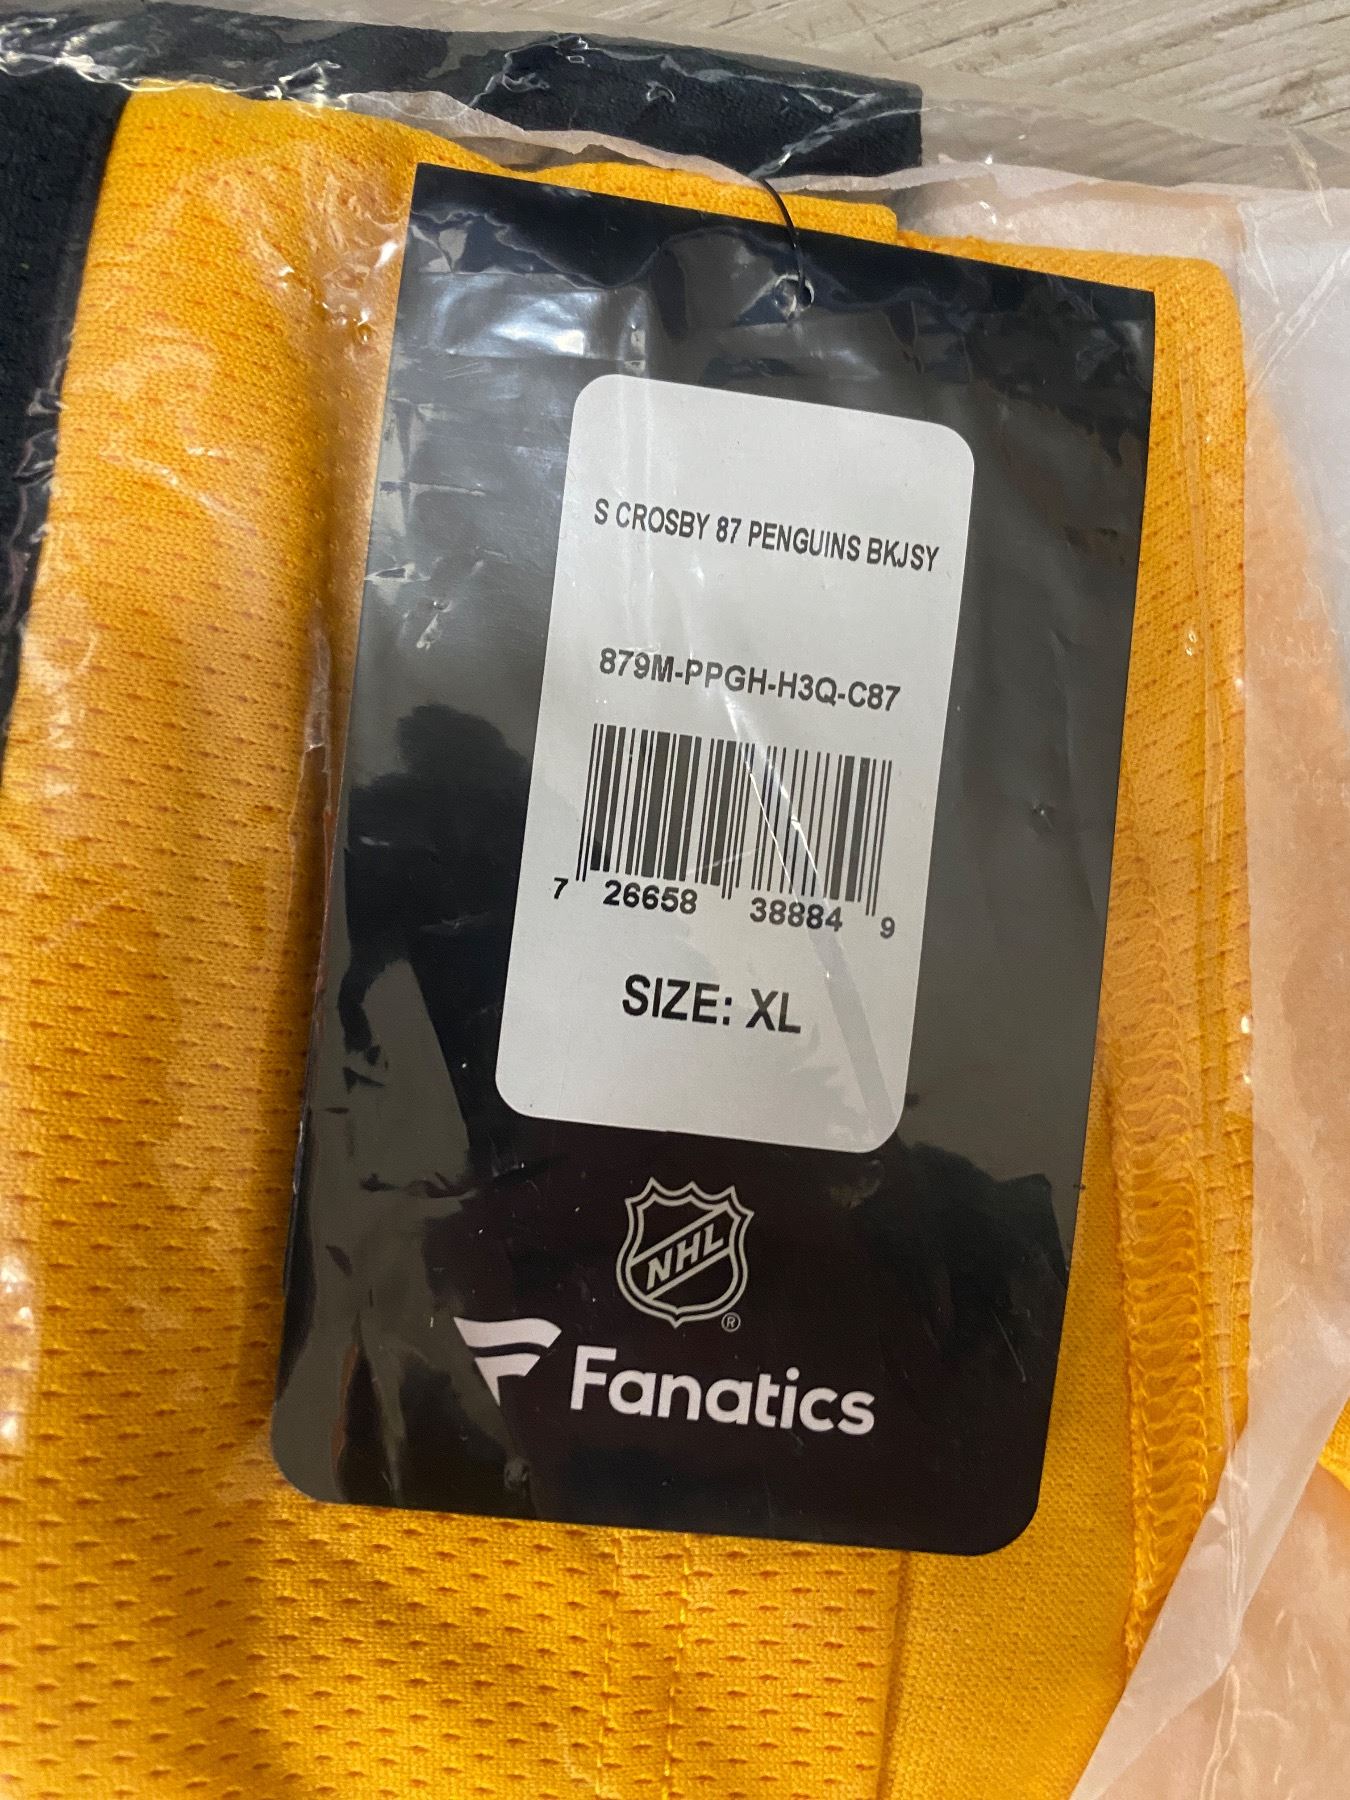 S CROSBY 87 PENGUINS BKJSY
879M-PPGH-H3Q-C87
7 26658 38884 9
SIZE: XL
NHL ®
Fanatics